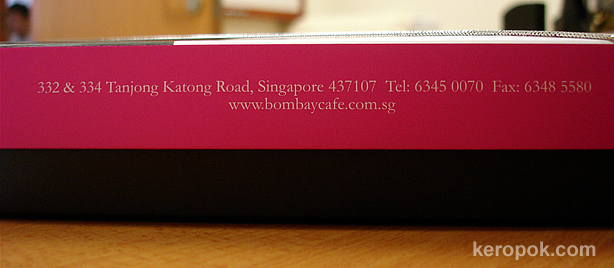 332 & 334 Tanjong Katong Road, Singapore 437107 Tel: 6345 0070 Fax: 6348 5580
www.bombaycafe.com.sg
keropok.com